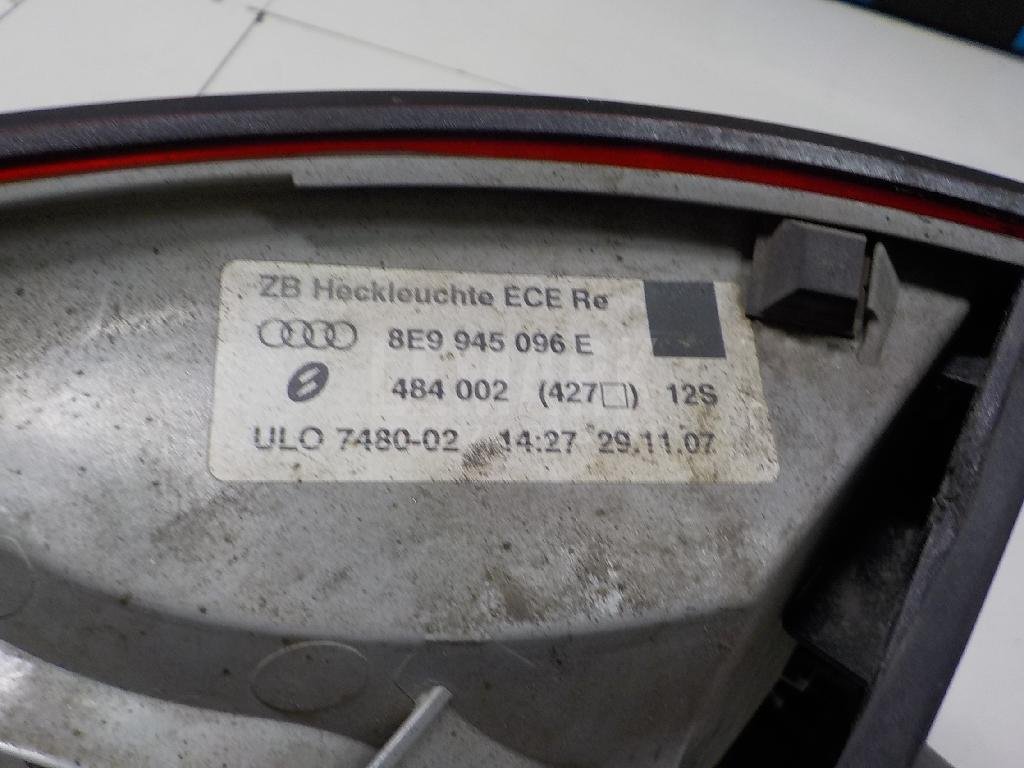 ZB Heckleuchte ECE Re
8E9 945 096 E
484 002 (427□) 12S
ULO 7480-02 14:27 29.11.07